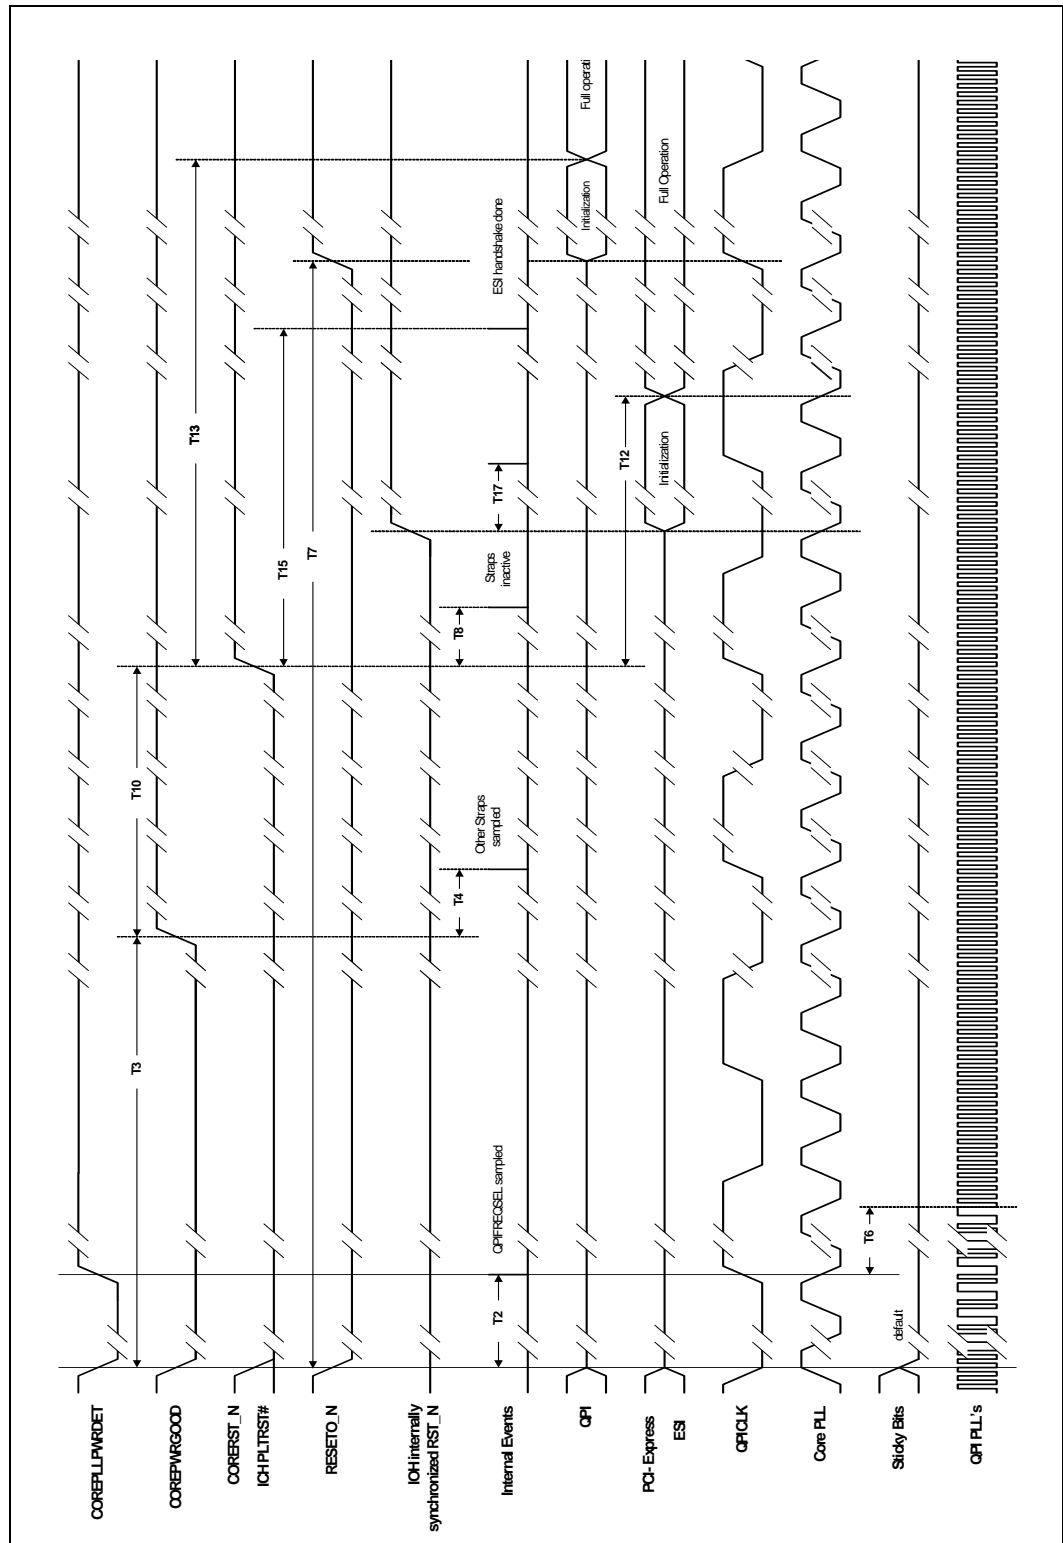 COREPLLPWRDET
COREPWRGOOD
CORERST_N
ICH PLTRST#
RESETO_N
IOH internally
synchronized RST_N
Internal Events
QPI
PCI- Express
ESI
QPICLK
Core PLL
Sticky Bits
QPI PLL's
T3
T10
T13
T15
T7
T2
QPIFREQSEL sampled
T4
Other Straps
sampled
T8
Straps
inactive
T17
ESI handshake done
Initialization
Full operati
T12
Initialization
Full Operation
T6
default